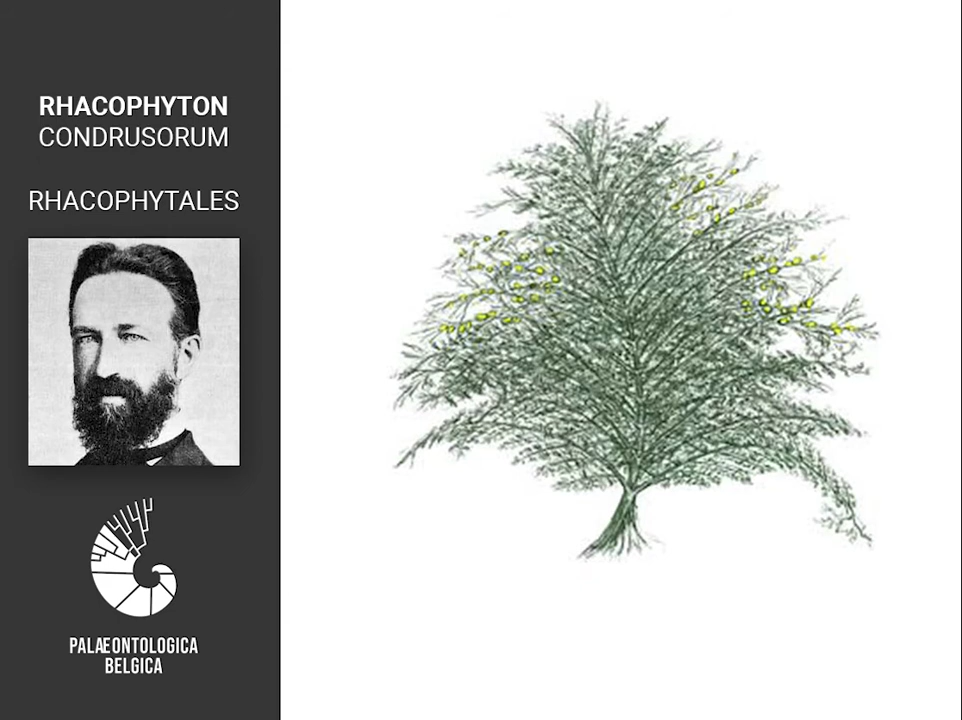 RHACOPHYTON
CONDRUSORUM
RHACOPHYTALES
PALÆONTOLOGICA
BELGICA